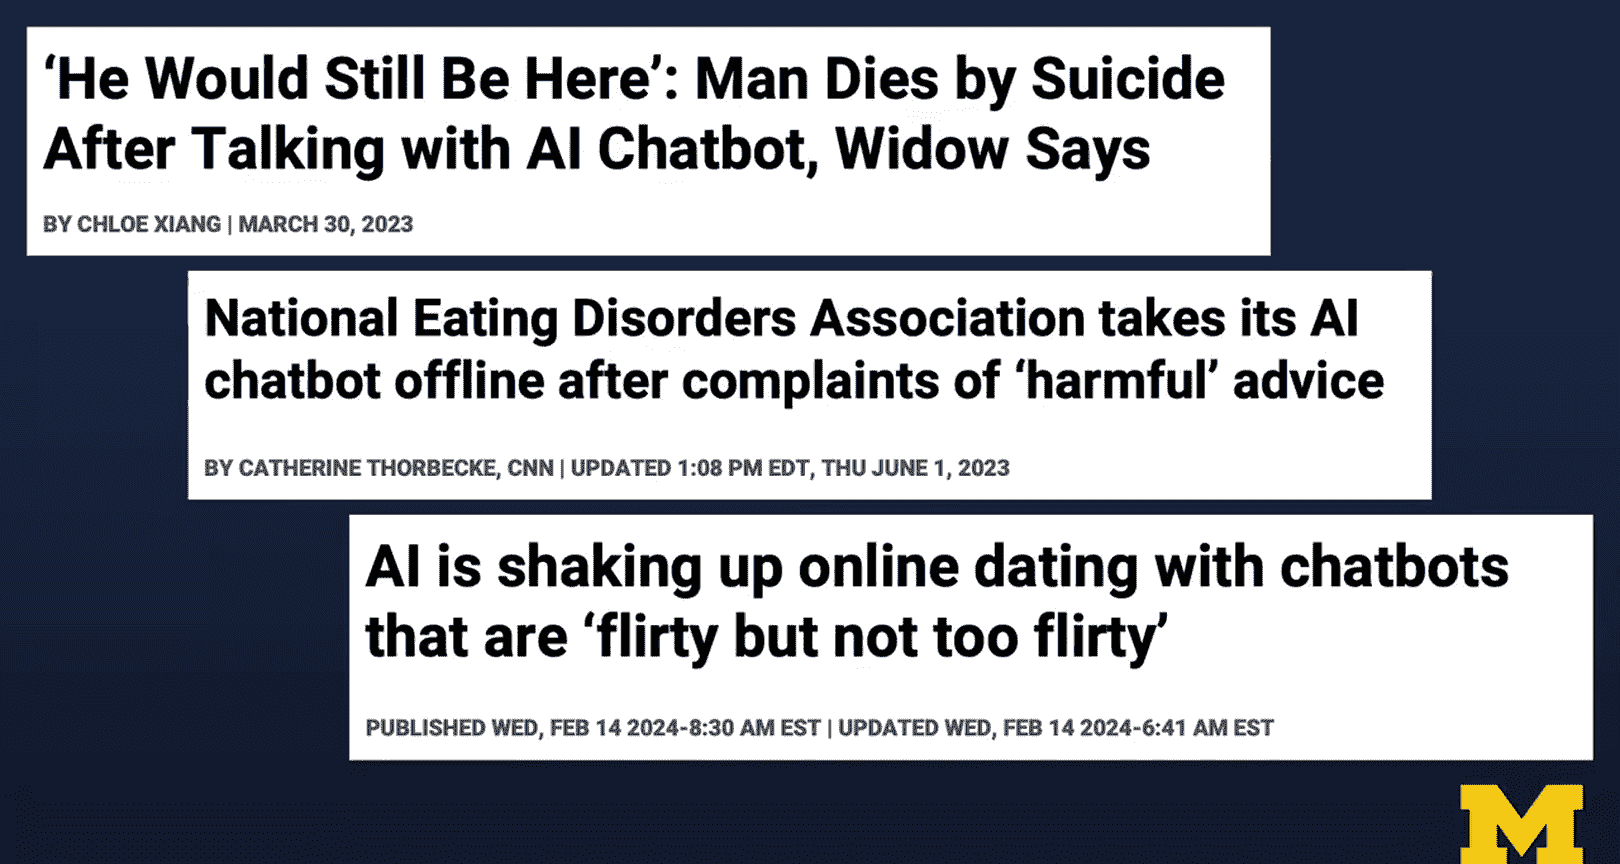 ‘He Would Still Be Here’: Man Dies by Suicide
After Talking with AI Chatbot, Widow Says
BY CHLOE XIANG | MARCH 30, 2023
National Eating Disorders Association takes its AI
chatbot offline after complaints of ‘harmful’ advice
BY CATHERINE THORBECKE, CNN | UPDATED 1:08 PM EDT, THU JUNE 1, 2023
AI is shaking up online dating with chatbots
that are ‘flirty but not too flirty’
PUBLISHED WED, FEB 14 2024-8:30 AM EST | UPDATED WED, FEB 14 2024-6:41 AM EST
M